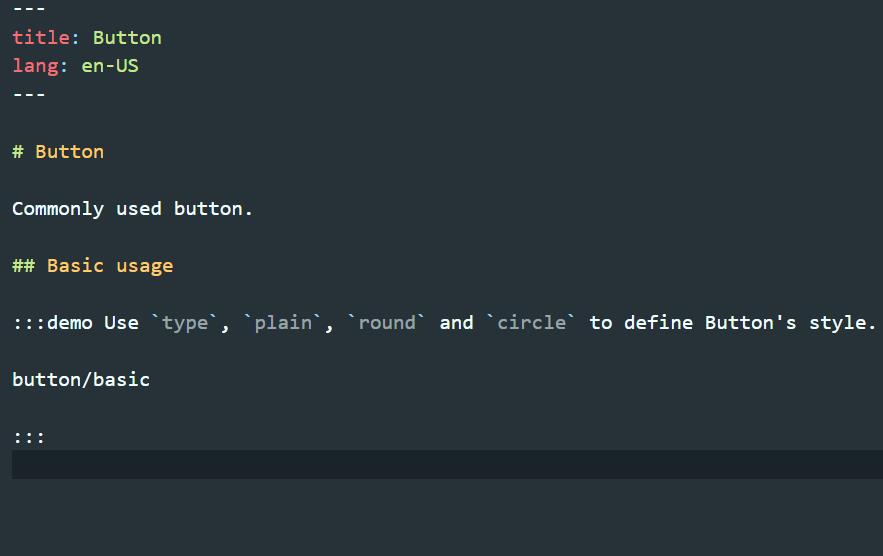 ---
title: Button
lang: en-US
---
# Button
Commonly used button.
## Basic usage
:::demo Use `type`, `plain`, `round` and `circle` to define Button's style.
button/basic
:::